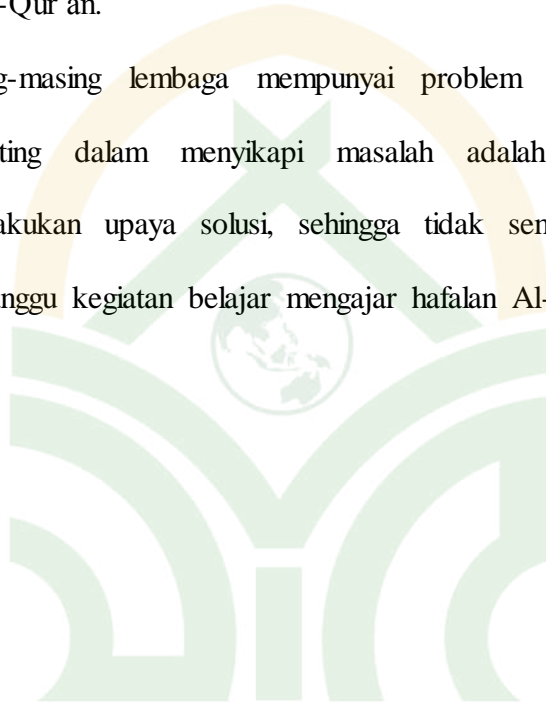 -Qur'an.
g-masing lembaga mempunyai problem
ting dalam menyikapi masalah adalah
akukan upaya solusi, sehingga tidak sem
nggu kegiatan belajar mengajar hafalan Al-